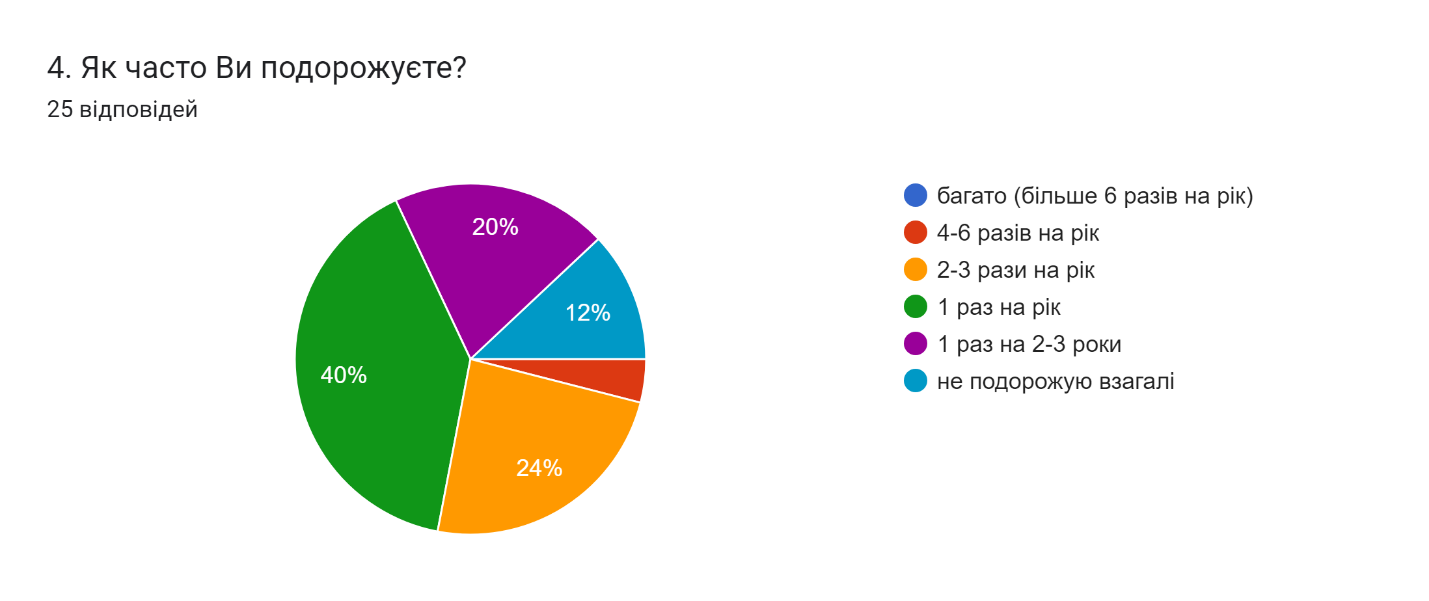 4. Як часто Ви подорожуєте?
25 відповідей
20%
12%
40%
24%
багато (більше 6 разів на рік)
4-6 разів на рік
2-3 рази на рік
1 раз на рік
1 раз на 2-3 роки
не подорожую взагалі